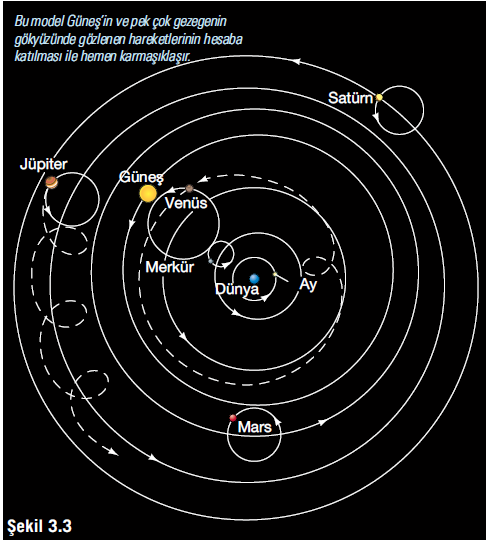 Bu model Güneş'in ve pek çok gezegenin
gökyüzünde gözlenen hareketlerinin hesaba
katılması ile hemen karmaşıklaşır.
Satürn
Jüpiter
Güneş
Venüs
Merkür
Dünya
Ay
Mars
Şekil 3.3